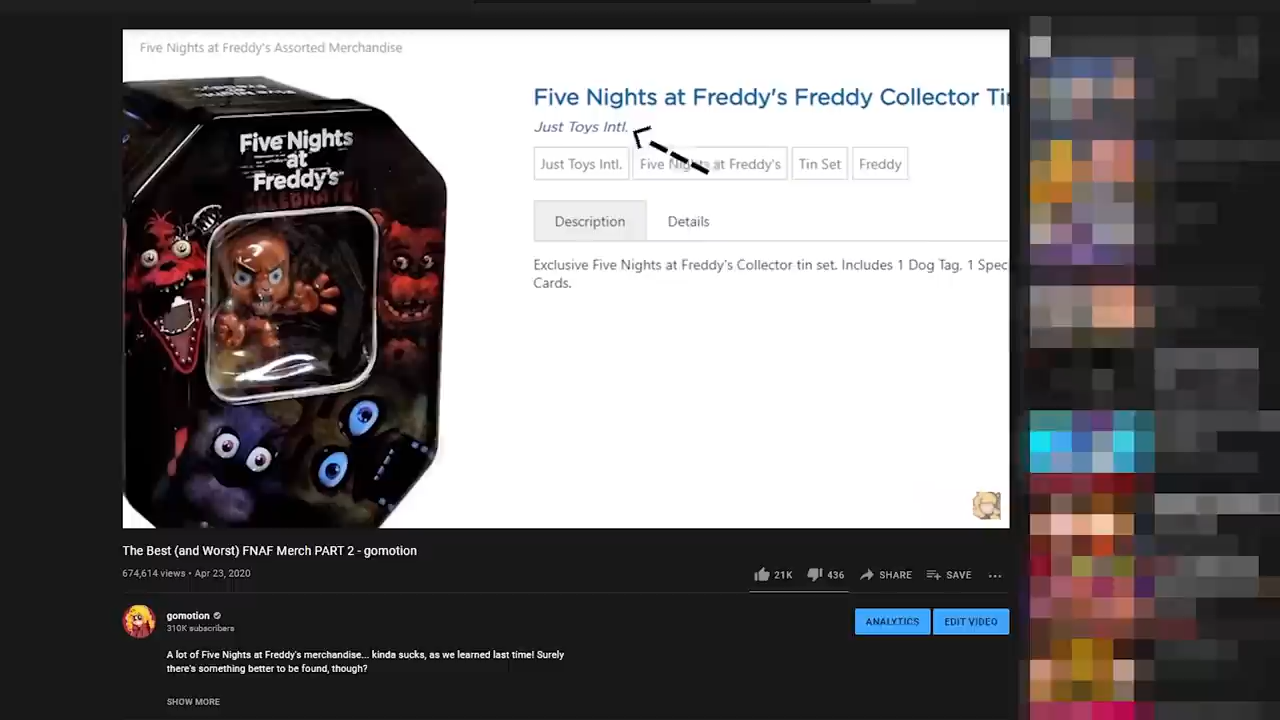 Five Nights at Freddy's Assorted Merchandise
Five Nights
at
Freddy's
CELEBRATE
Five Nights at Freddy's Freddy Collector Ti
Just Toys Intl.
Just Toys Intl.
Five Nights at Freddy's
Tin Set
Freddy
Description
Details
Exclusive Five Nights at Freddy's Collector tin set. Includes 1 Dog Tag, 1 Spec
Cards.
The Best (and Worst) FNAF Merch PART 2 - gomotion
674,614 views • Apr 23, 2020
21K
436
SHARE
SAVE
gomotion
310K subscribers
ANALYTICS
EDIT VIDEO
A lot of Five Nights at Freddy's merchandise... kinda sucks, as we learned last time! Surely
there's something better to be found, though?
SHOW MORE